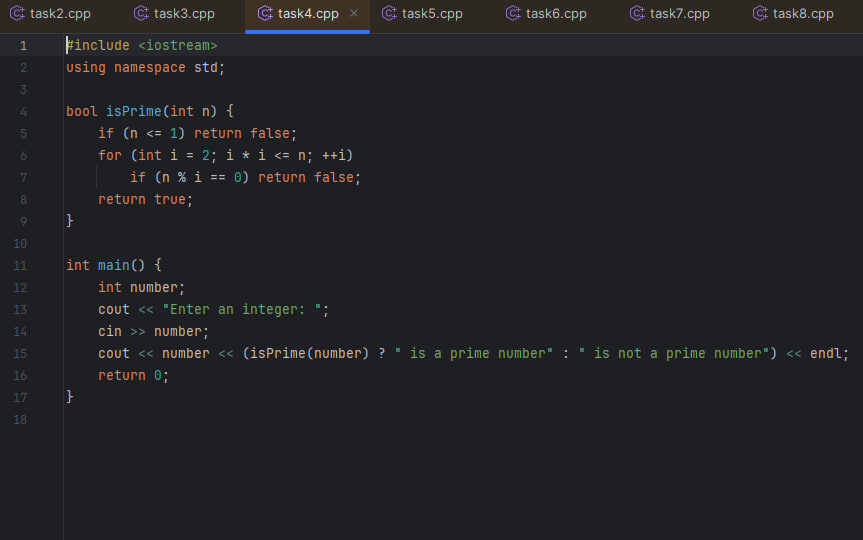 task2.cpp task3.cpp task4.cpp task5.cpp task6.cpp task7.cpp task8.cpp
1 #include <iostream>
2 using namespace std;
3
4 bool isPrime(int n) {
5     if (n <= 1) return false;
6     for (int i = 2; i * i <= n; ++i)
7         if (n % i == 0) return false;
8     return true;
9 }
10
11 int main() {
12     int number;
13     cout << "Enter an integer: ";
14     cin >> number;
15     cout << number << (isPrime(number) ? " is a prime number" : " is not a prime number") << endl;
16     return 0;
17 }
18